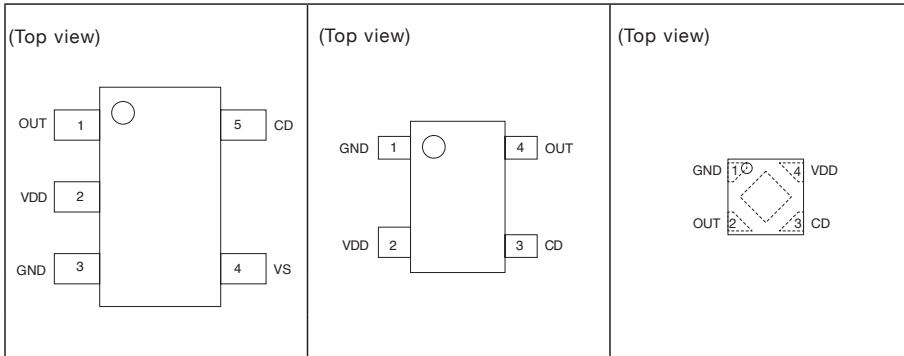 (Top view)
OUT 1 5 CD
VDD 2
GND 3 4 VS
(Top view)
GND 1 4 OUT
VDD 2 3 CD
(Top view)
GND 1 4 VDD
OUT 2 3 CD